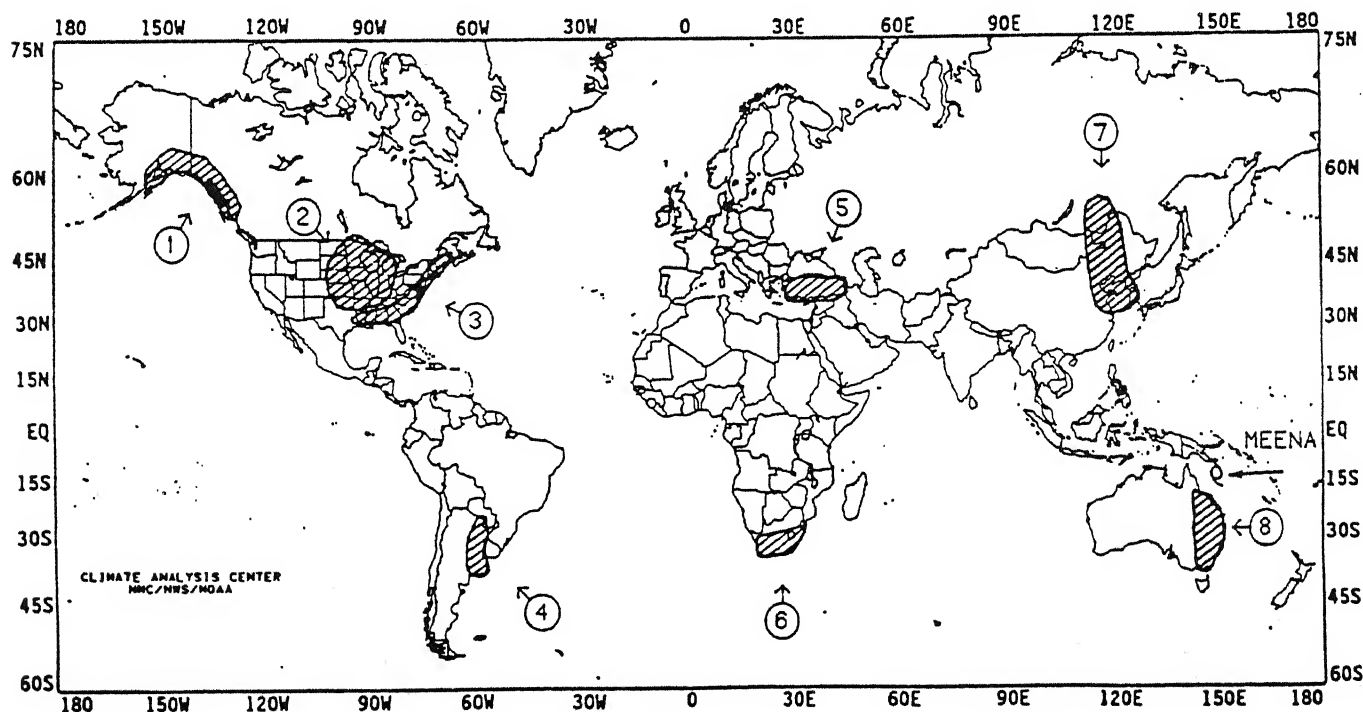 180 150W 120W 90W 60W 30W 0 30E 60E 90E 120E 150E 180
75N 75N
60N 60N
45N 45N
30N 30N
15N 15N
EQ EQ
15S 15S
30S 30S
45S 45S
60S 60S
1
2
3
4
5
6
7
8
MEENA
CLIMATE ANALYSIS CENTER
NMC/NWS/NOAA
180 150W 120W 90W 60W 30W 0 30E 60E 90E 120E 150E 180